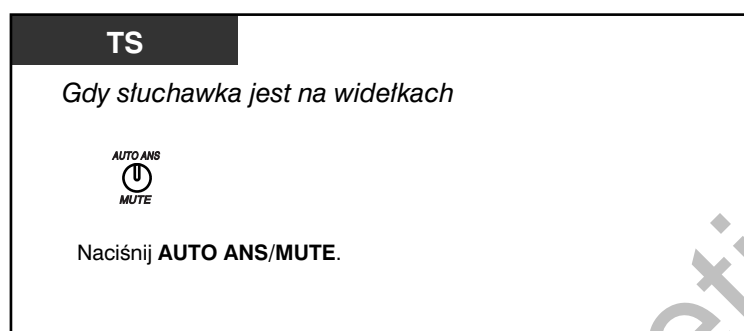 TS
Gdy słuchawka jest na widełkach
AUTO ANS
MUTE
Naciśnij AUTO ANS/MUTE.